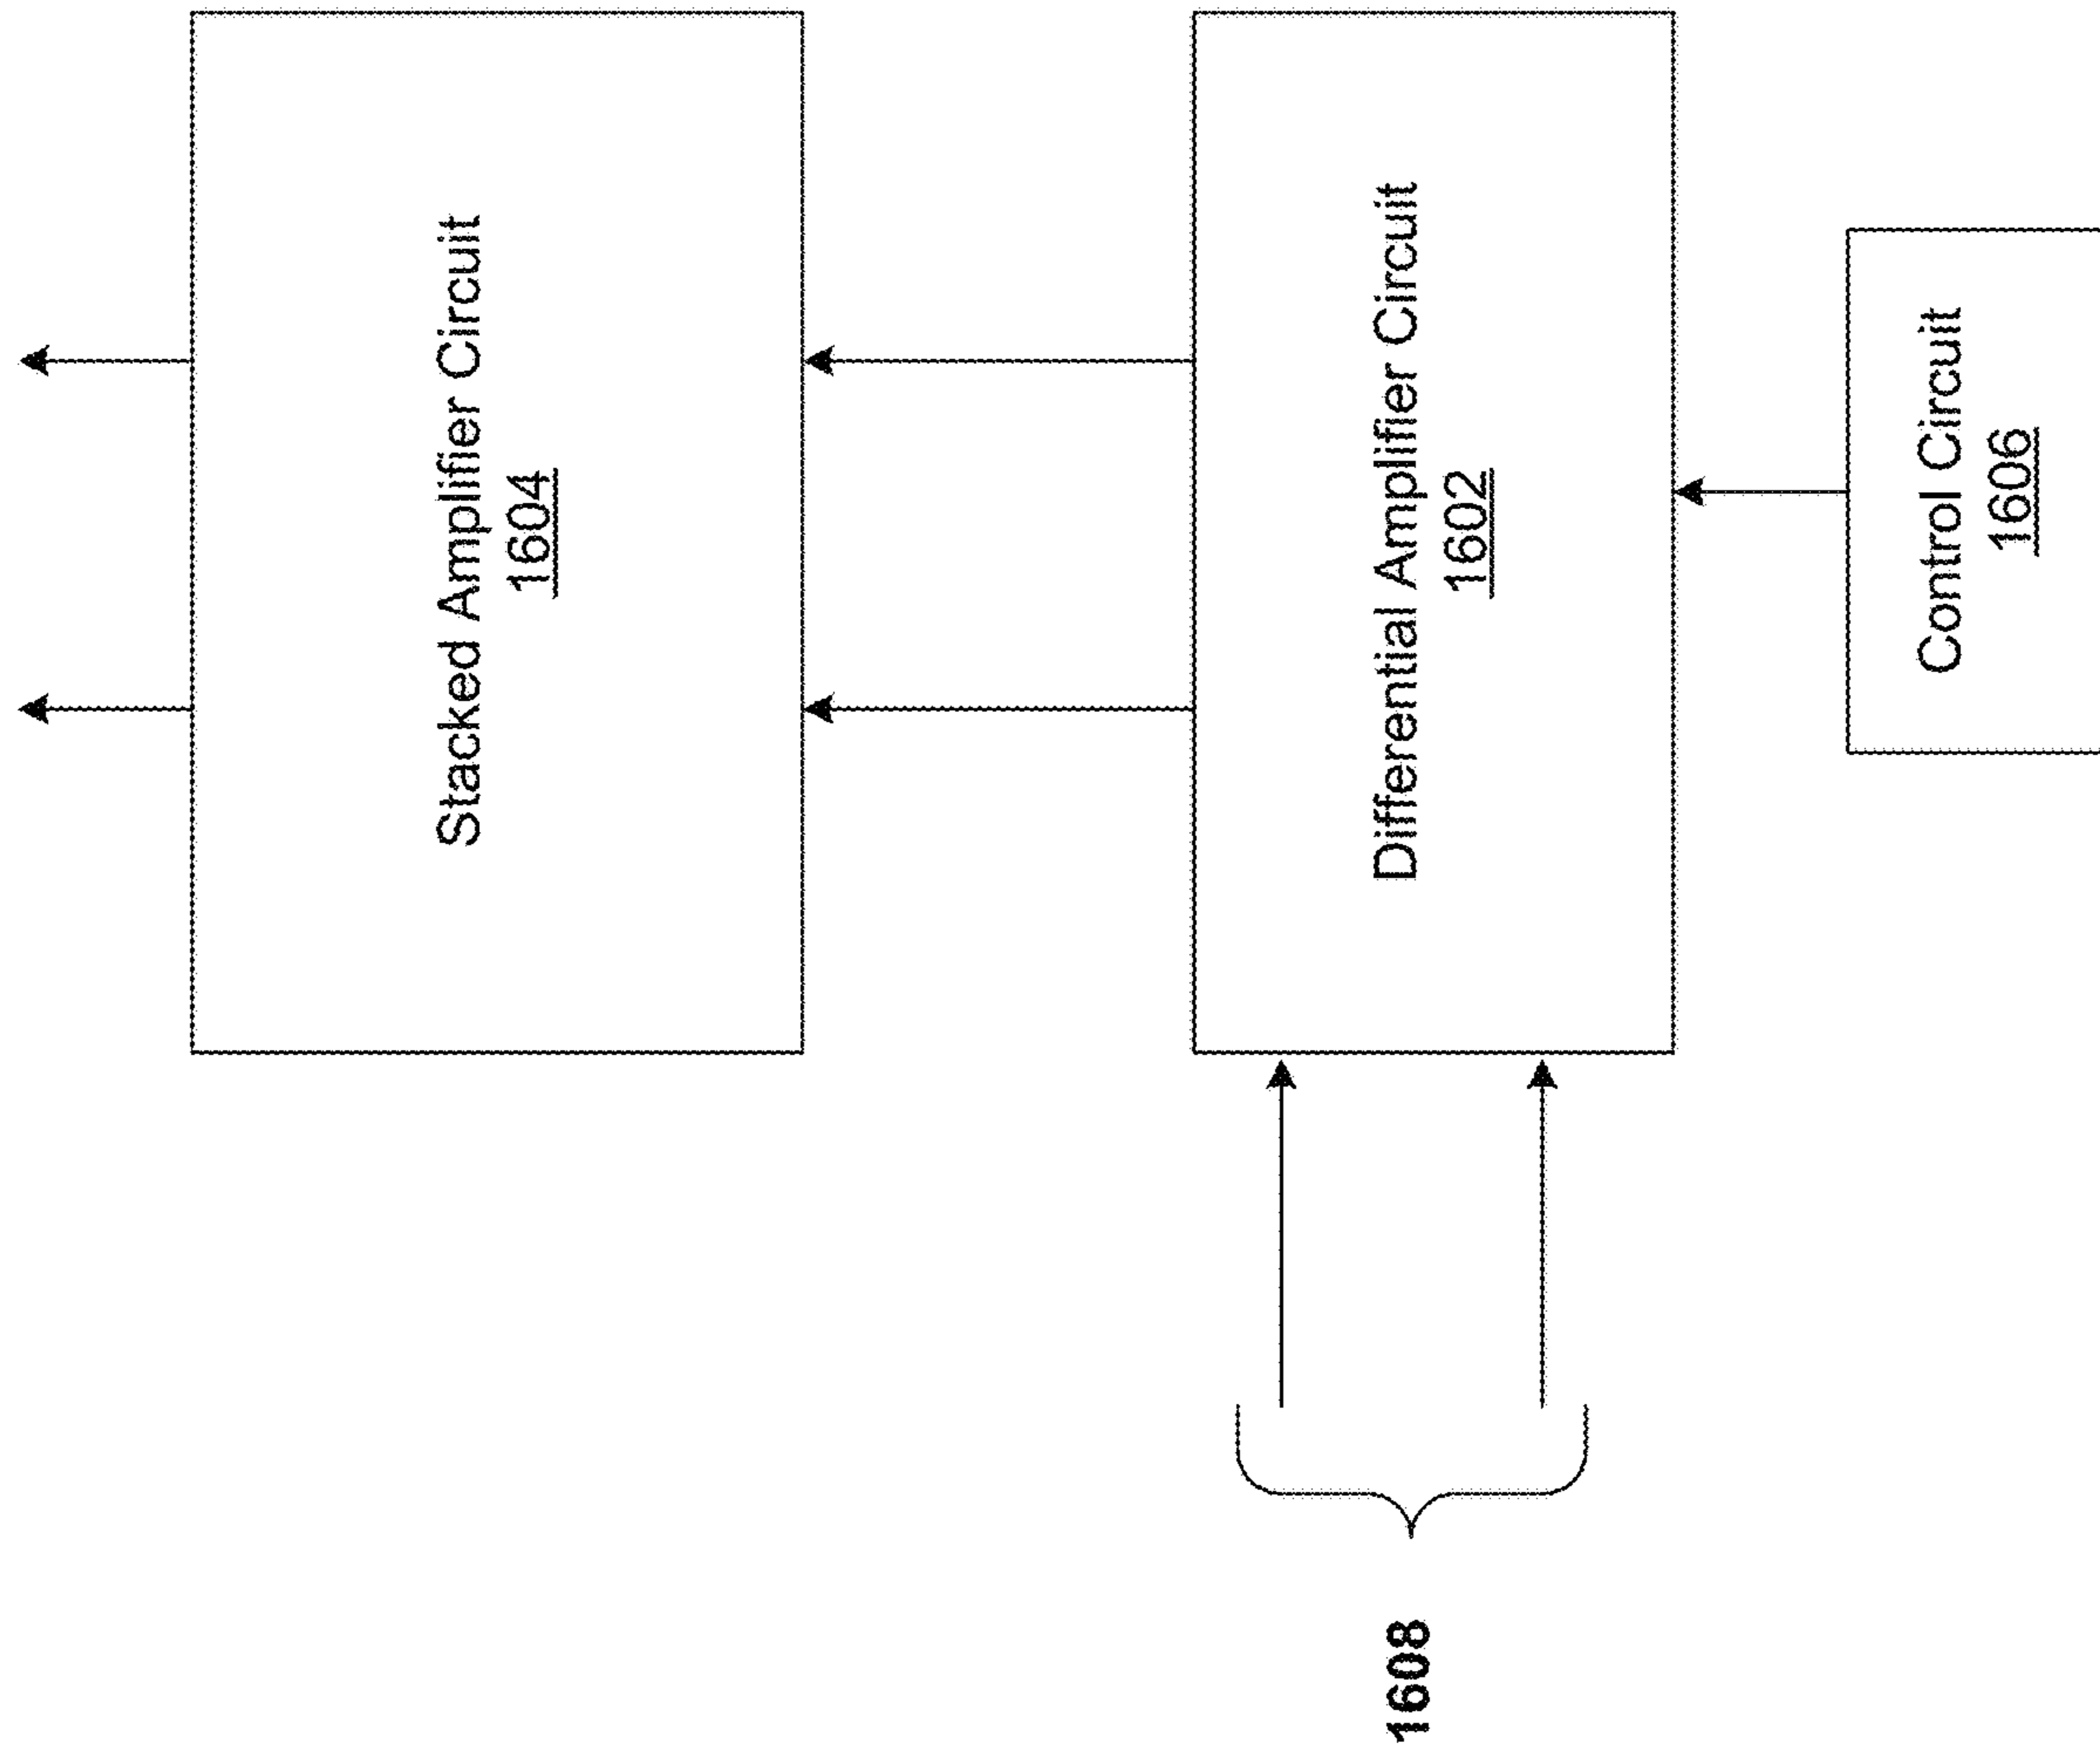 Stacked Amplifier Circuit
1604
Differential Amplifier Circuit
1602
Control Circuit
1606
1608